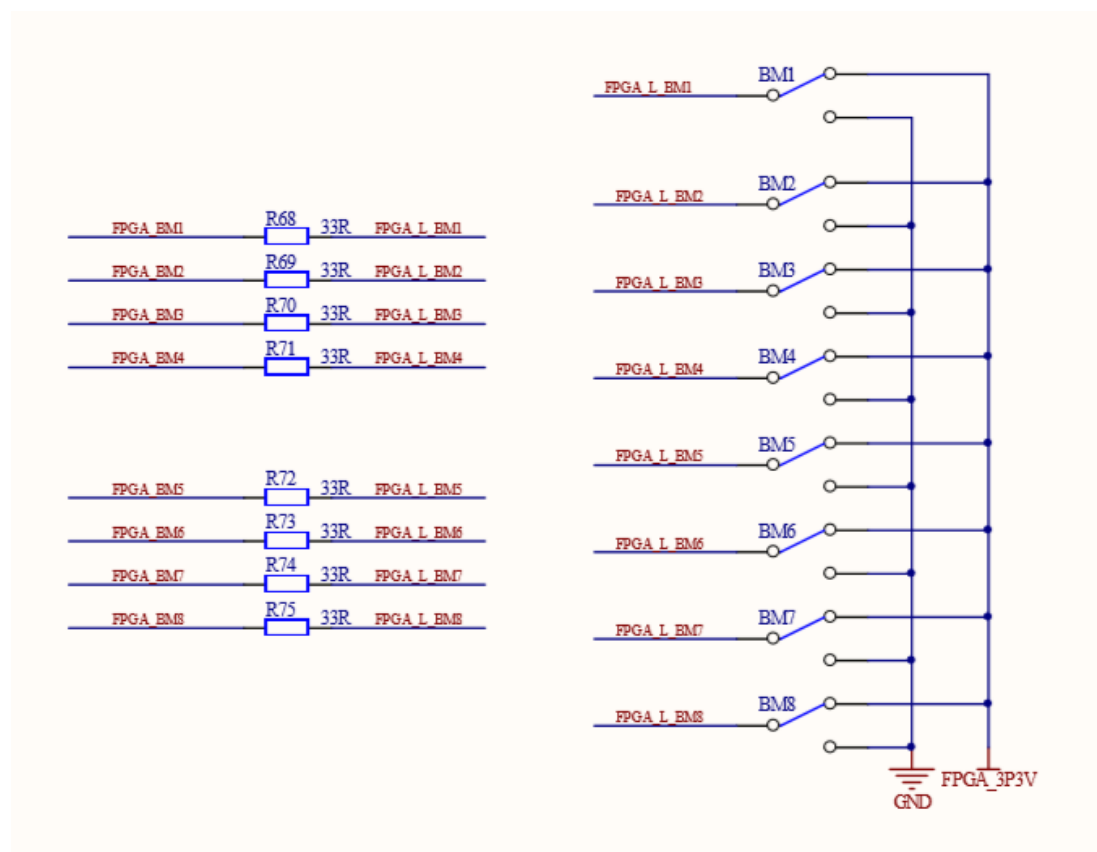 R68
FPGA_BM1 33R FPGA_L_BM1
R69
FPGA_BM2 33R FPGA_L_BM2
R70
FPGA_BM3 33R FPGA_L_BM3
R71
FPGA_BM4 33R FPGA_L_BM4
R72
FPGA_BM5 33R FPGA_L_BM5
R73
FPGA_BM6 33R FPGA_L_BM6
R74
FPGA_BM7 33R FPGA_L_BM7
R75
FPGA_BM8 33R FPGA_L_BM8
BM1
FPGA_L_BM1
BM2
FPGA_L_BM2
BM3
FPGA_L_BM3
BM4
FPGA_L_BM4
BM5
FPGA_L_BM5
BM6
FPGA_L_BM6
BM7
FPGA_L_BM7
BM8
FPGA_L_BM8
FPGA_3P3V
GND